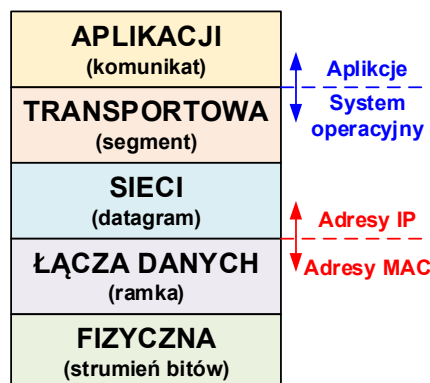 APLIKACJI
(komunikat)
Aplikcje
TRANSPORTOWA
(segment)
System
operacyjny
SIECI
(datagram)
Adresy IP
ŁĄCZA DANYCH
(ramka)
Adresy MAC
FIZYCZNA
(strumień bitów)